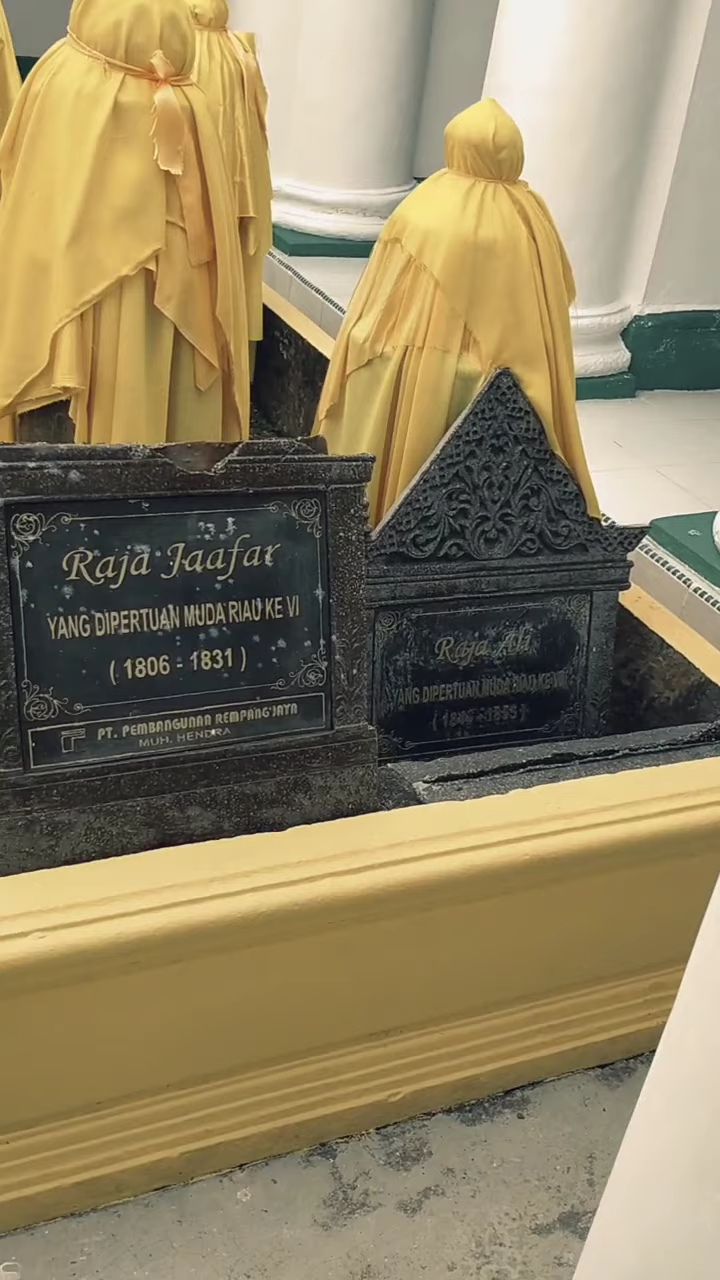 Raja Jaafar
YANG DIPERTUAN MUDA RIAU KE VI
( 1806 - 1831 )
PT. PEMBANGUNAN REMPANG JAYA
MUH. HENDRA
Raja Ali
YANG DIPERTUAN MUDA RIAU KE